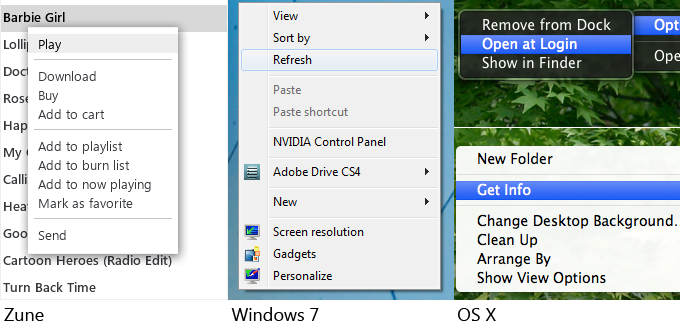 Barbie Girl
Lolli
Play
Doct
Download
Rose
Buy
Hap
Add to cart
My
Add to playlist
Calli
Add to burn list
Add to now playing
Hea
Mark as favorite
Goo
Send
Cartoon Heroes (Radio Edit)
Turn Back Time
Zune
View
Sort by
Refresh
Paste
Paste shortcut
NVIDIA Control Panel
Adobe Drive CS4
New
Screen resolution
Gadgets
Personalize
Windows 7
Remove from Dock
Opt
Open at Login
Show in Finder
Ope
New Folder
Get Info
Change Desktop Background.
Clean Up
Arrange By
Show View Options
OS X